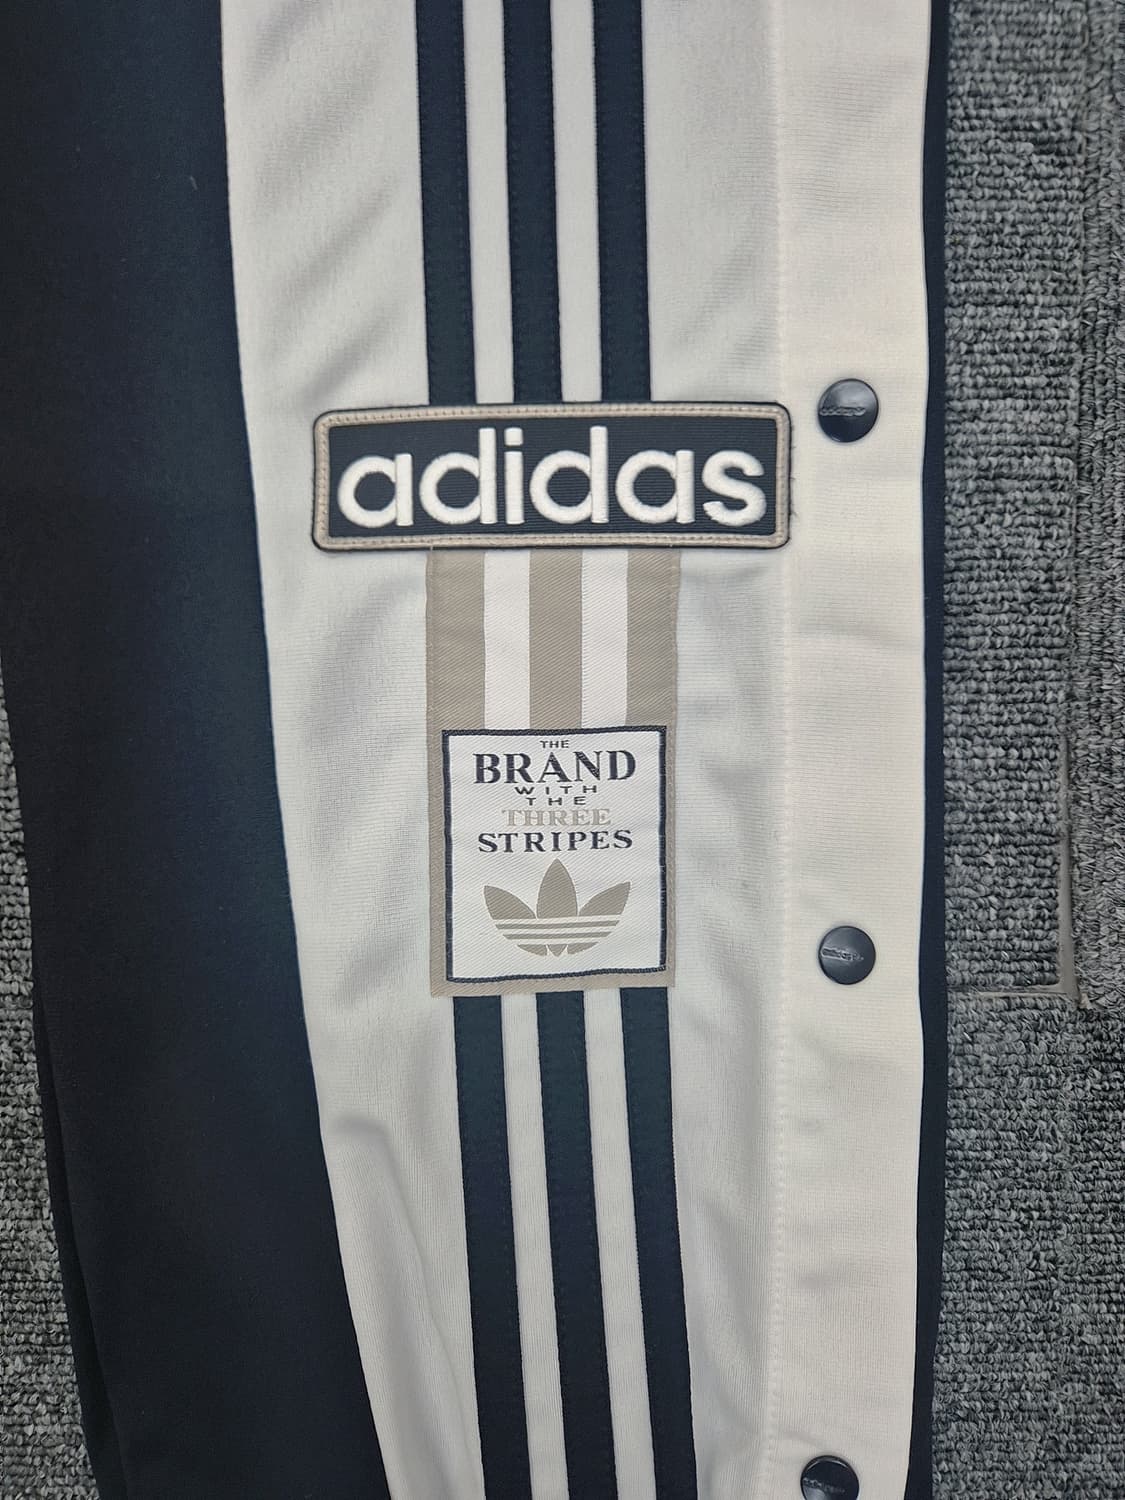 adidas
THE
BRAND
WITH
THE
THREE
STRIPES